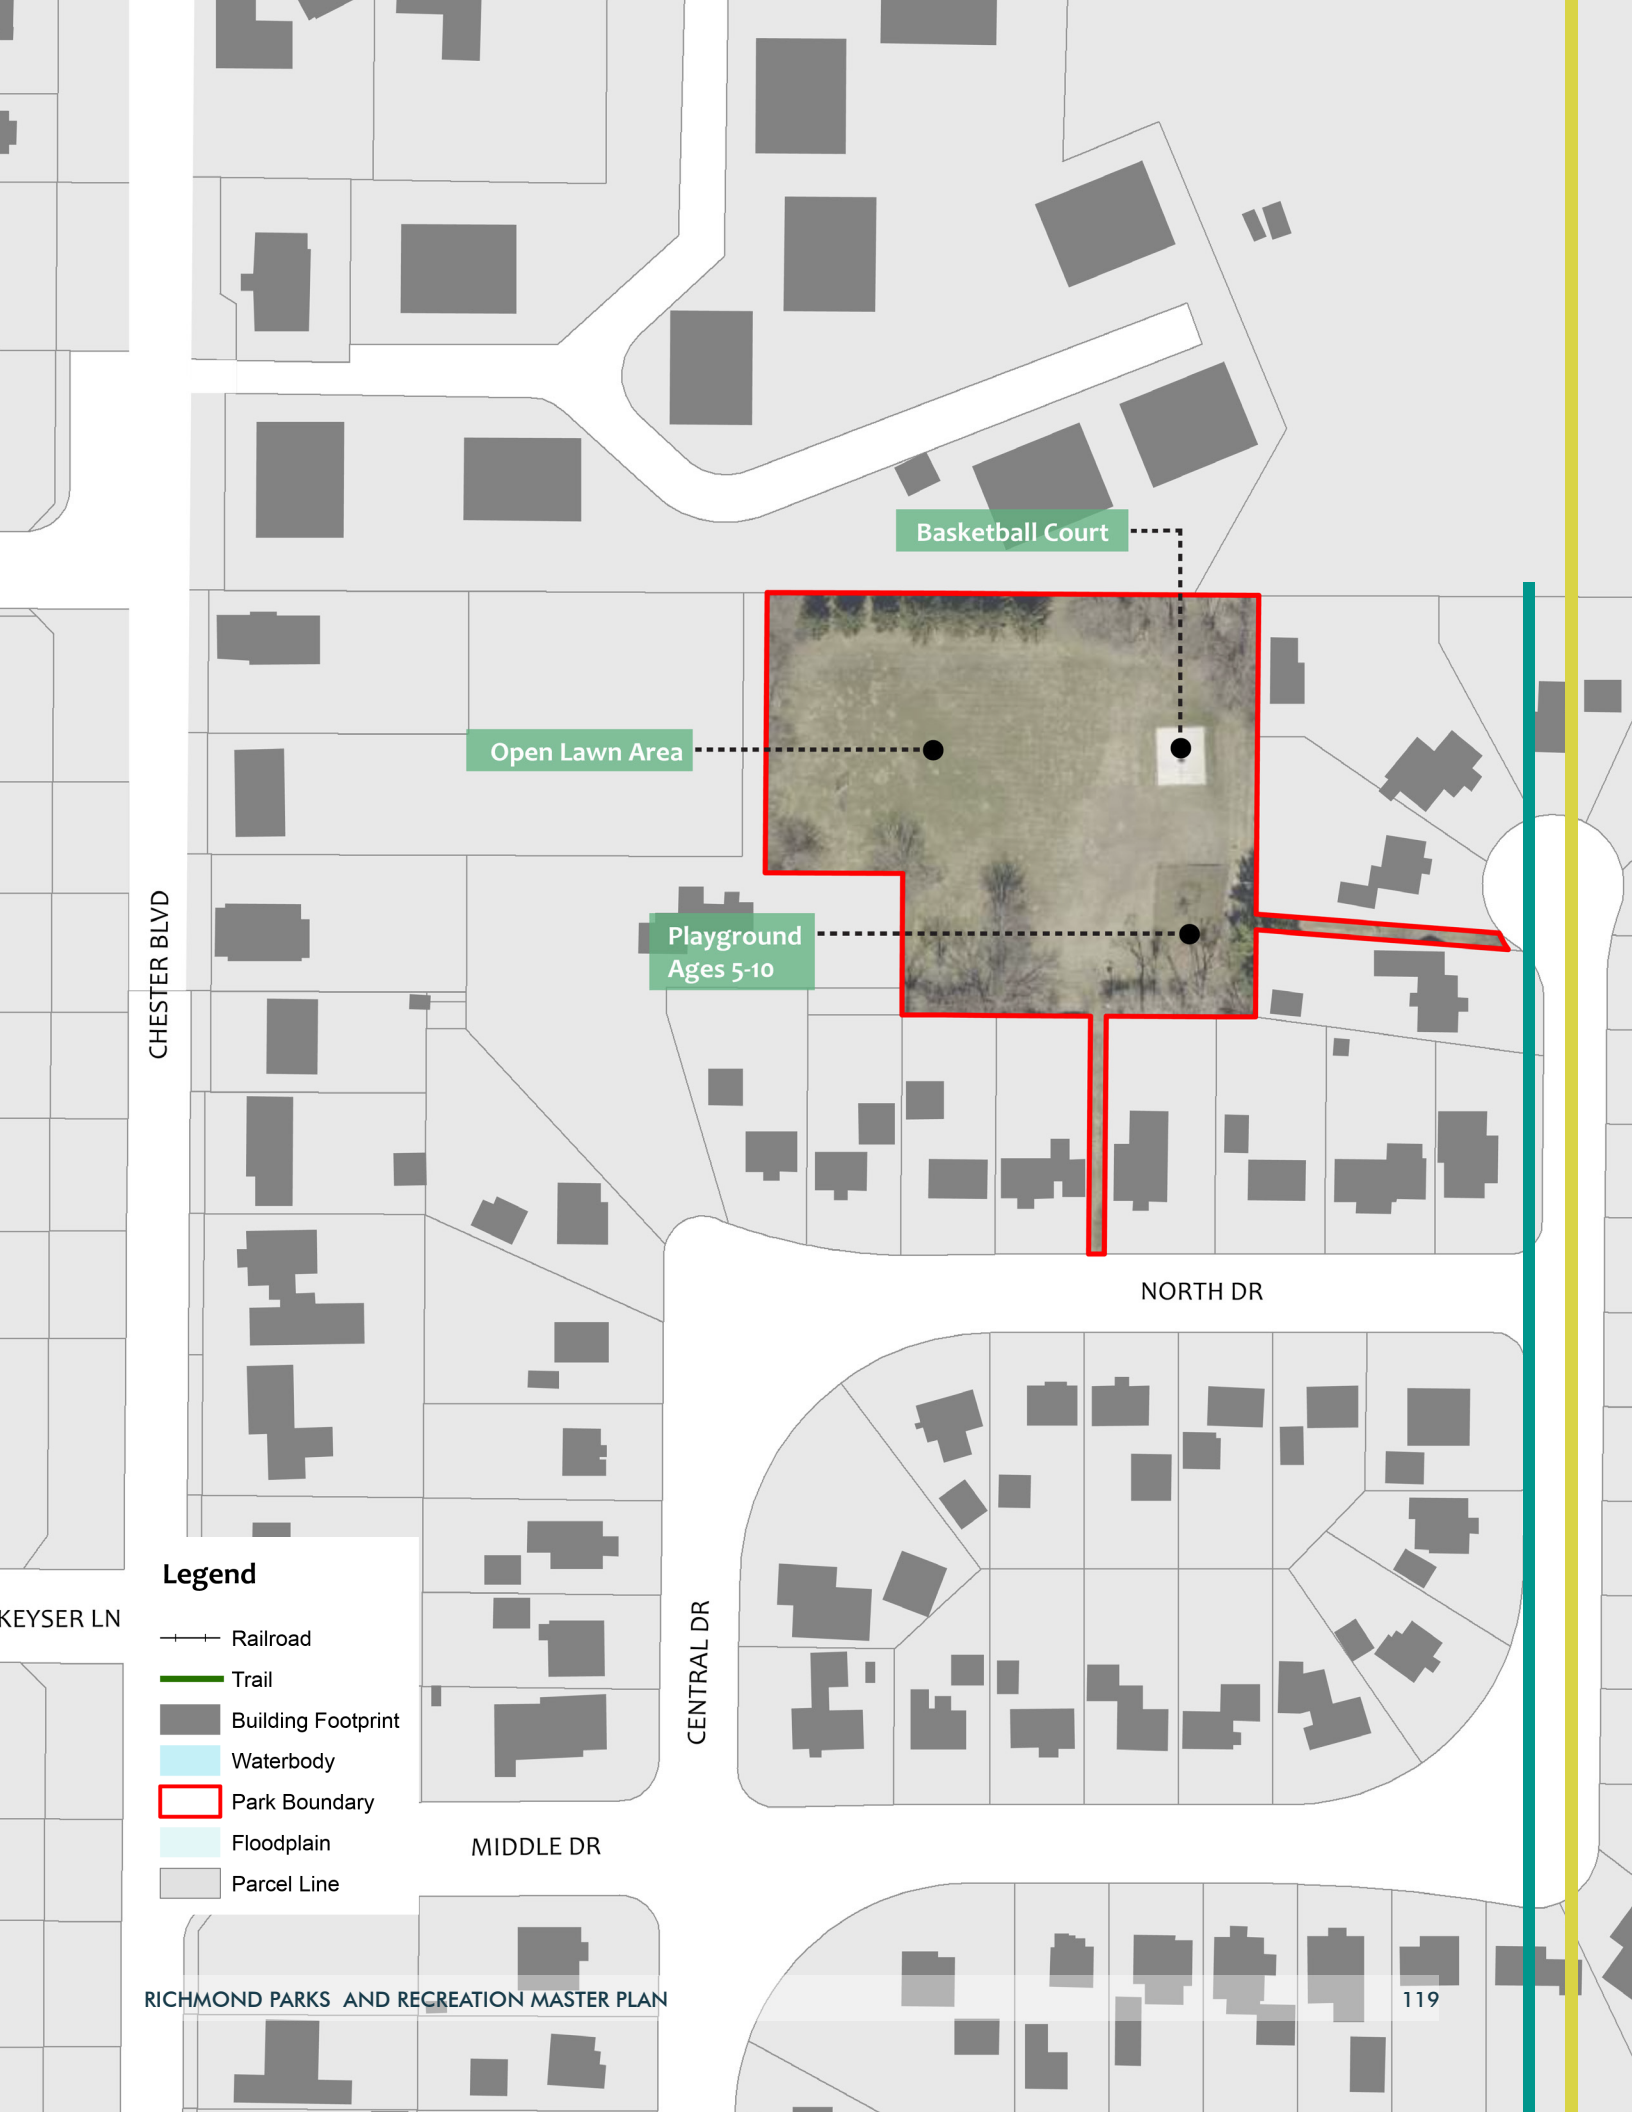 Basketball Court
Open Lawn Area
Playground
Ages 5-10
CHESTER BLVD
NORTH DR
Legend
KEYSER LN
Railroad
Trail
Building Footprint
Waterbody
Park Boundary
Floodplain
Parcel Line
CENTRAL DR
MIDDLE DR
RICHMOND PARKS AND RECREATION MASTER PLAN
119